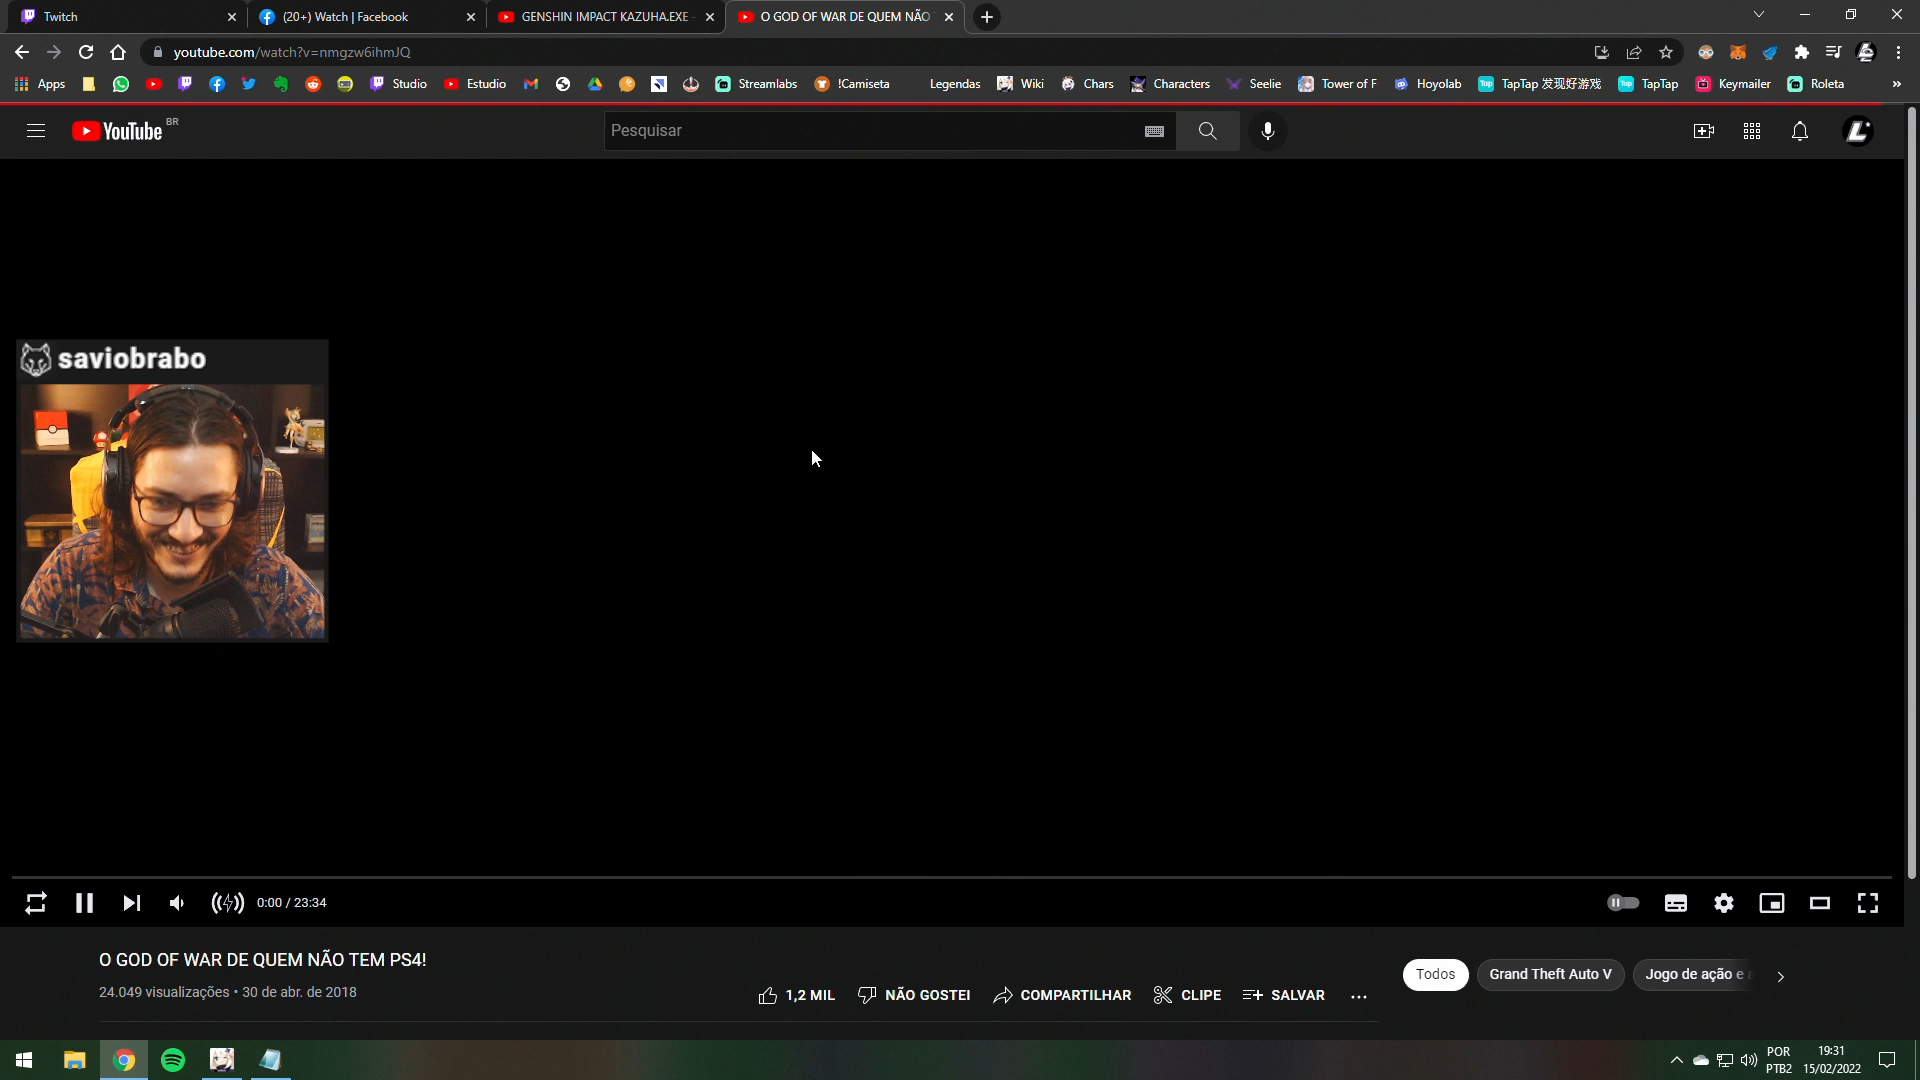 Twitch
(20+) Watch | Facebook
GENSHIN IMPACT KAZUHA.EXE -
O GOD OF WAR DE QUEM NÃO
youtube.com/watch?v=nmgzw6ihmJQ
Apps
Studio
Estudio
Streamlabs
!Camiseta
Legendas
Wiki
Chars
Characters
Seelie
Tower of F
Hoyolab
TapTap 发现好游戏
TapTap
Keymailer
Roleta
YouTube BR
Pesquisar
saviobrabo
0:00 / 23:34
O GOD OF WAR DE QUEM NÃO TEM PS4!
24.049 visualizações • 30 de abr. de 2018
1,2 MIL
NÃO GOSTEI
COMPARTILHAR
CLIPE
SALVAR
Todos
Grand Theft Auto V
Jogo de ação e a
POR
PTB2
19:31
15/02/2022